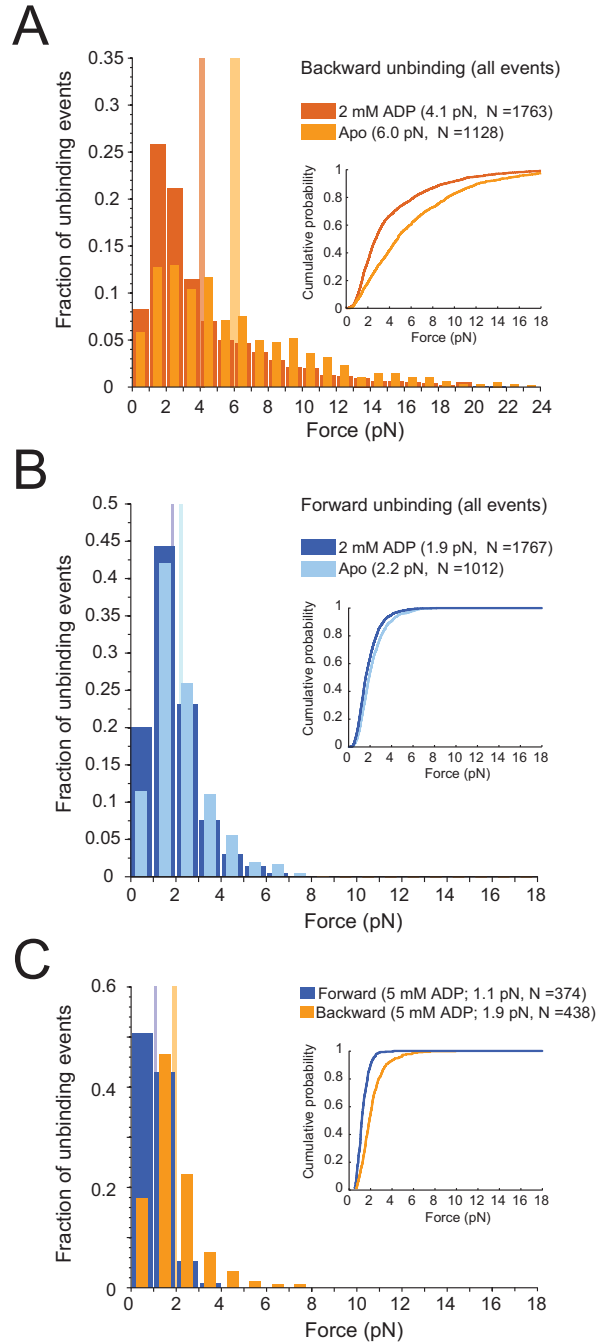 A
Backward unbinding (all events)
2 mM ADP (4.1 pN, N =1763)
Apo (6.0 pN, N =1128)
Fraction of unbinding events
0.35
0.3
0.25
0.2
0.15
0.1
0.05
0
0 2 4 6 8 10 12 14 16 18 20 22 24
Force (pN)
Cumulative probability
1
0.8
0.6
0.4
0.2
0
0 2 4 6 8 10 12 14 16 18
Force (pN)
B
Forward unbinding (all events)
2 mM ADP (1.9 pN, N =1767)
Apo (2.2 pN, N =1012)
Fraction of unbinding events
0.5
0.45
0.4
0.35
0.3
0.25
0.2
0.15
0.1
0.05
0
0 2 4 6 8 10 12 14 16 18
Force (pN)
Cumulative probability
1
0.8
0.6
0.4
0.2
0
0 2 4 6 8 10 12 14 16 18
Force (pN)
C
Forward (5 mM ADP; 1.1 pN, N =374)
Backward (5 mM ADP; 1.9 pN, N =438)
Fraction of unbinding events
0.6
0.4
0.2
0
0 2 4 6 8 10 12 14 16 18
Force (pN)
Cumulative probability
1
0.8
0.6
0.4
0.2
0
0 2 4 6 8 10 12 14 16 18
Force (pN)